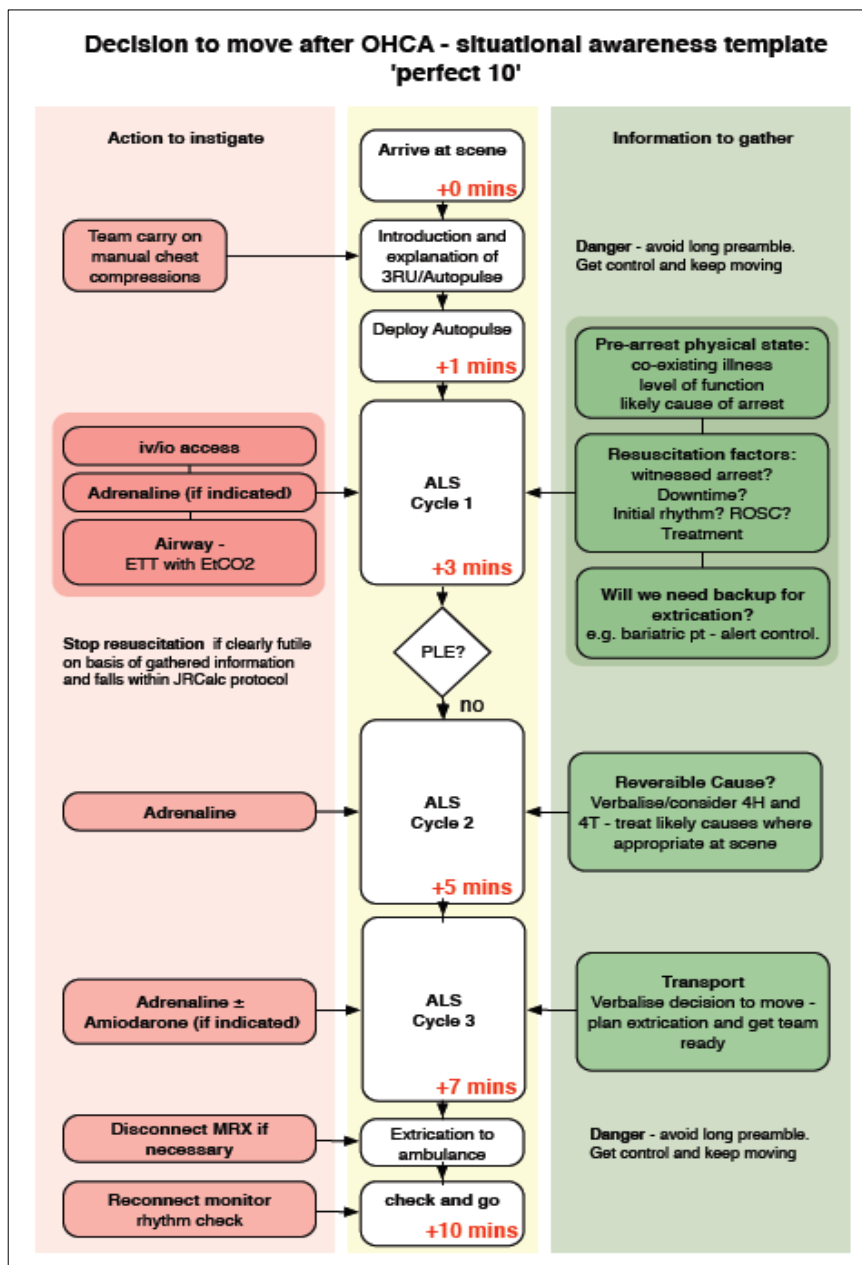 Decision to move after OHCA - situational awareness template
'perfect 10'
Action to instigate
Arrive at scene
+0 mins
Information to gather
Team carry on
manual chest
compressions
Introduction and
explanation of
3RU/Autopulse
Danger - avoid long preamble.
Get control and keep moving
Deploy Autopulse
+1 mins
Pre-arrest physical state:
co-existing illness
level of function
likely cause of arrest
iv/io access
Adrenaline (if indicated)
Airway -
ETT with EtCO2
ALS
Cycle 1
+3 mins
Resuscitation factors:
witnessed arrest?
Downtime?
Initial rhythm? ROSC?
Treatment
Will we need backup for
extrication?
e.g. bariatric pt - alert control.
Stop resuscitation if clearly futile
on basis of gathered information
and falls within JRCalc protocol
PLE?
no
Adrenaline
ALS
Cycle 2
+5 mins
Reversible Cause?
Verbalise/consider 4H and
4T - treat likely causes where
appropriate at scene
Adrenaline ±
Amiodarone (if indicated)
ALS
Cycle 3
+7 mins
Transport
Verbalise decision to move -
plan extrication and get team
ready
Disconnect MRX if
necessary
Extrication to
ambulance
Danger - avoid long preamble.
Get control and keep moving
Reconnect monitor
rhythm check
check and go
+10 mins